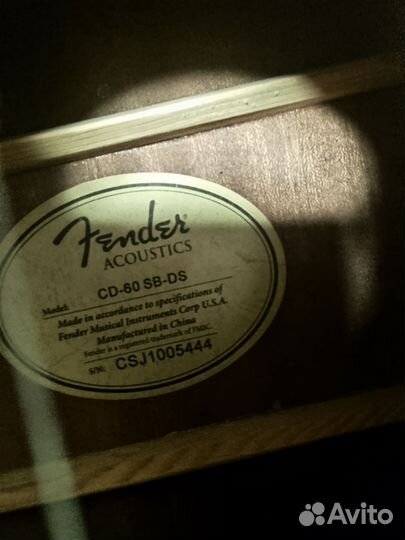 Fender
ACOUSTICS
Model: CD-60 SB-DS
Made in accordance to specifications of
Fender Musical Instruments Corp U.S.A.
Manufactured in China
Fender is a registered trademark of FMIC.
S/N: CSJ1005444
Avito